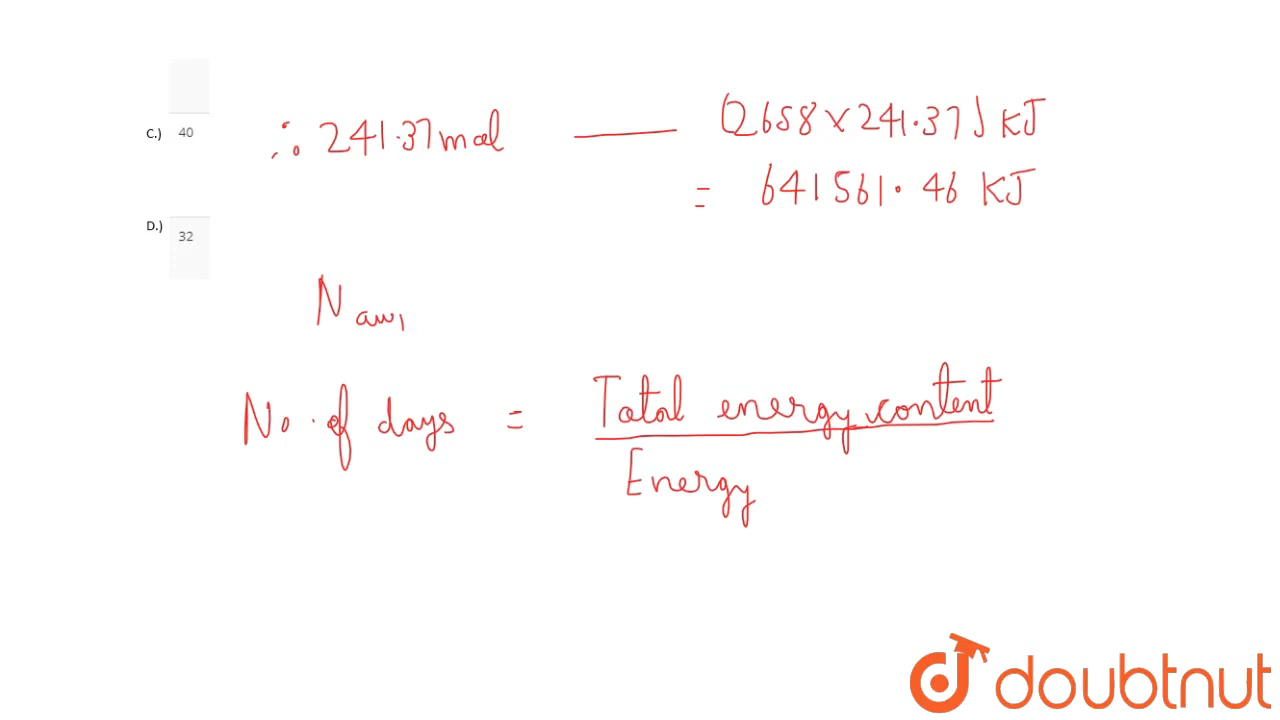 C.) 40
∴ 241.37 mol —— (2658 × 241.37) KJ
= 641561.46 KJ
D.) 32
No. of days = Total energy content
Energy
doubtnut